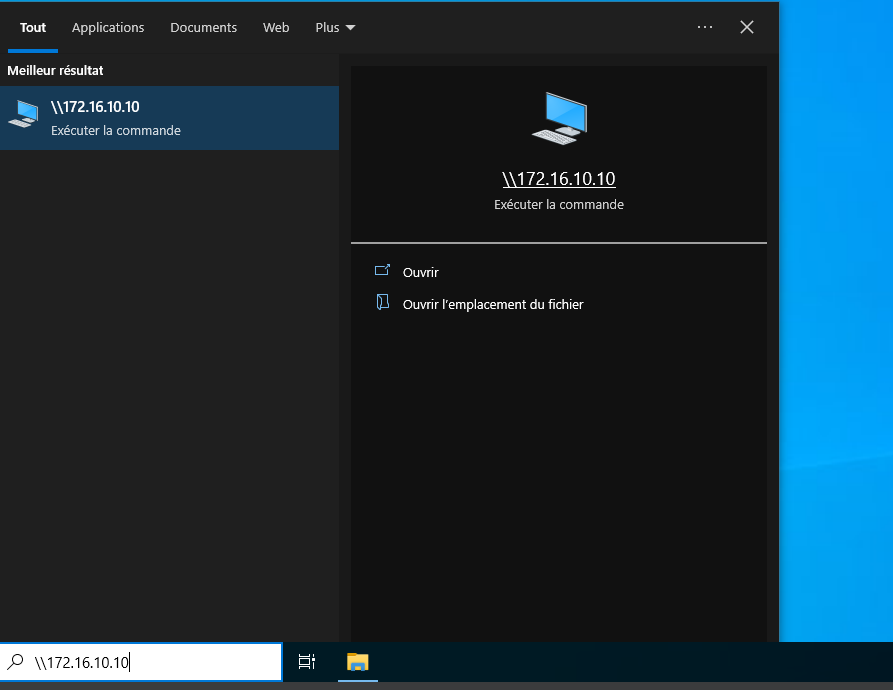 Tout Applications Documents Web Plus
Meilleur résultat
\\172.16.10.10
Exécuter la commande
\\172.16.10.10
Exécuter la commande
Ouvrir
Ouvrir l'emplacement du fichier
\\172.16.10.10